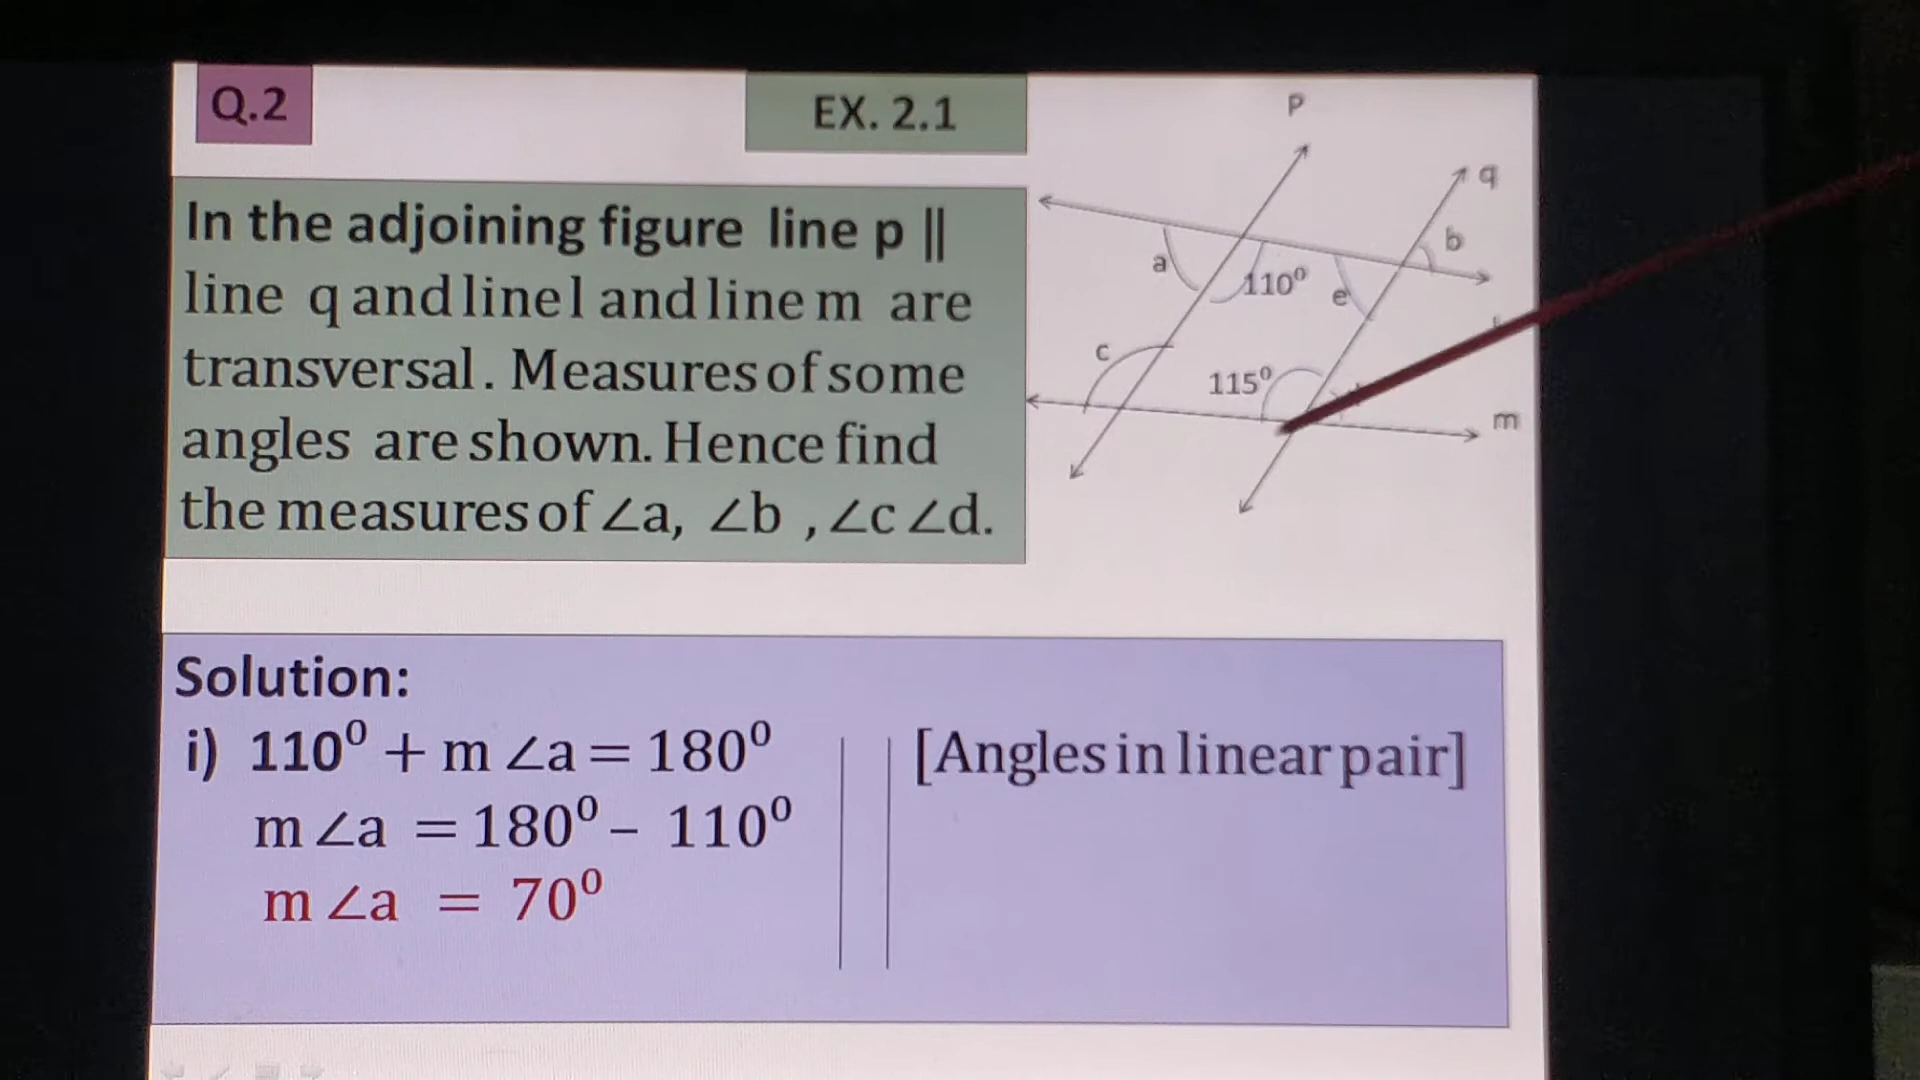 Q.2
EX. 2.1
In the adjoining figure line p ||
line q and line l and line m are
transversal. Measures of some
angles are shown. Hence find
the measures of ∠a, ∠b , ∠c ∠d.
P
q
a
110⁰
e
b
c
115⁰
m
Solution:
i) 110⁰ + m ∠a = 180⁰
[Angles in linear pair]
m ∠a = 180⁰ – 110⁰
m ∠a = 70⁰